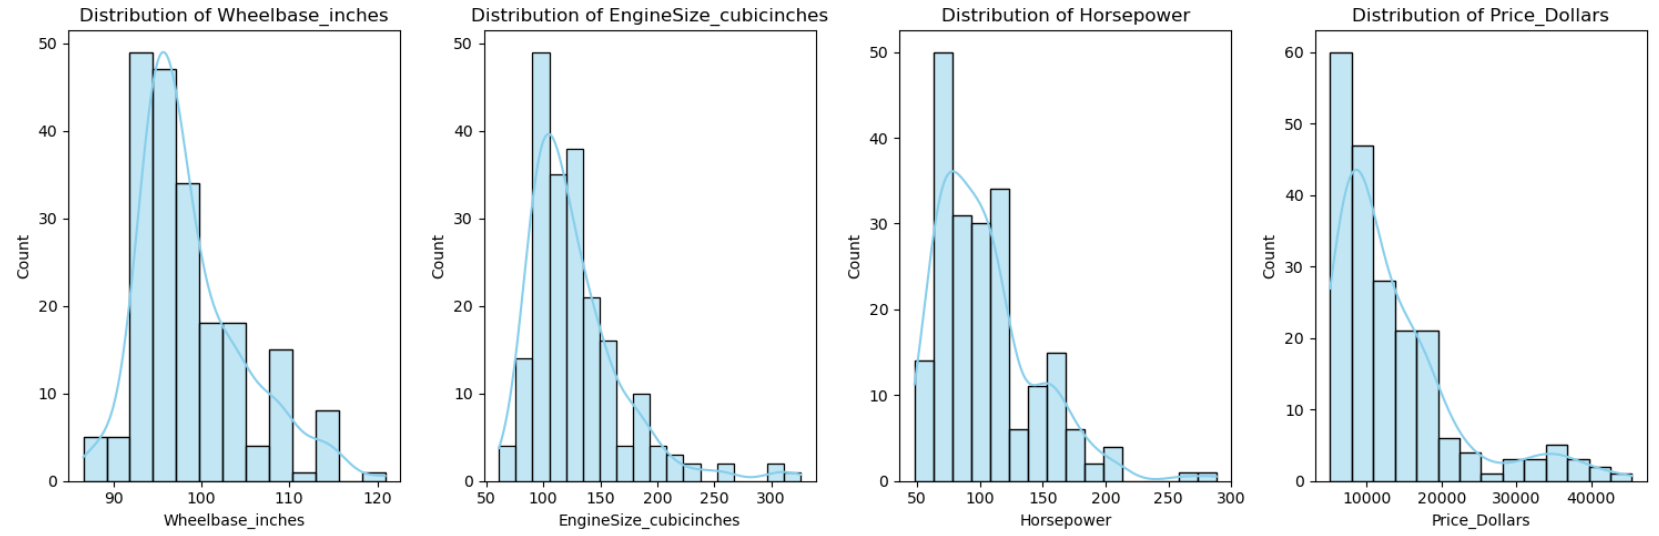 Distribution of Wheelbase_inches
50
40
30
20
10
0
Count
90 100 110 120
Wheelbase_inches
Distribution of EngineSize_cubicinches
50
40
30
20
10
0
Count
50 100 150 200 250 300
EngineSize_cubicinches
Distribution of Horsepower
50
40
30
20
10
0
Count
50 100 150 200 250 300
Horsepower
Distribution of Price_Dollars
60
50
40
30
20
10
0
Count
10000 20000 30000 40000
Price_Dollars